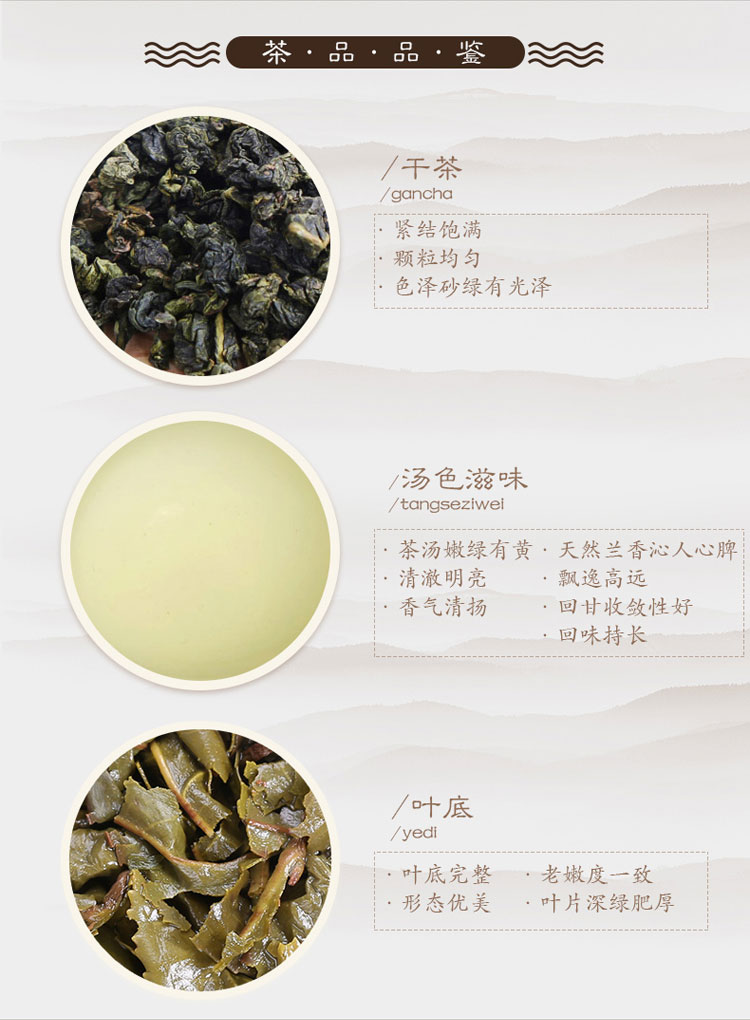 茶·品·品·鉴
/干茶
/gancha
· 紧结饱满
· 颗粒均匀
· 色泽砂绿有光泽
/汤色滋味
/tangseziwei
· 茶汤嫩绿有黄 · 天然兰香沁人心脾
· 清澈明亮 · 飘逸高远
· 香气清扬 · 回甘收敛性好
· 回味持长
/叶底
/yedi
· 叶底完整 · 老嫩度一致
· 形态优美 · 叶片深绿肥厚